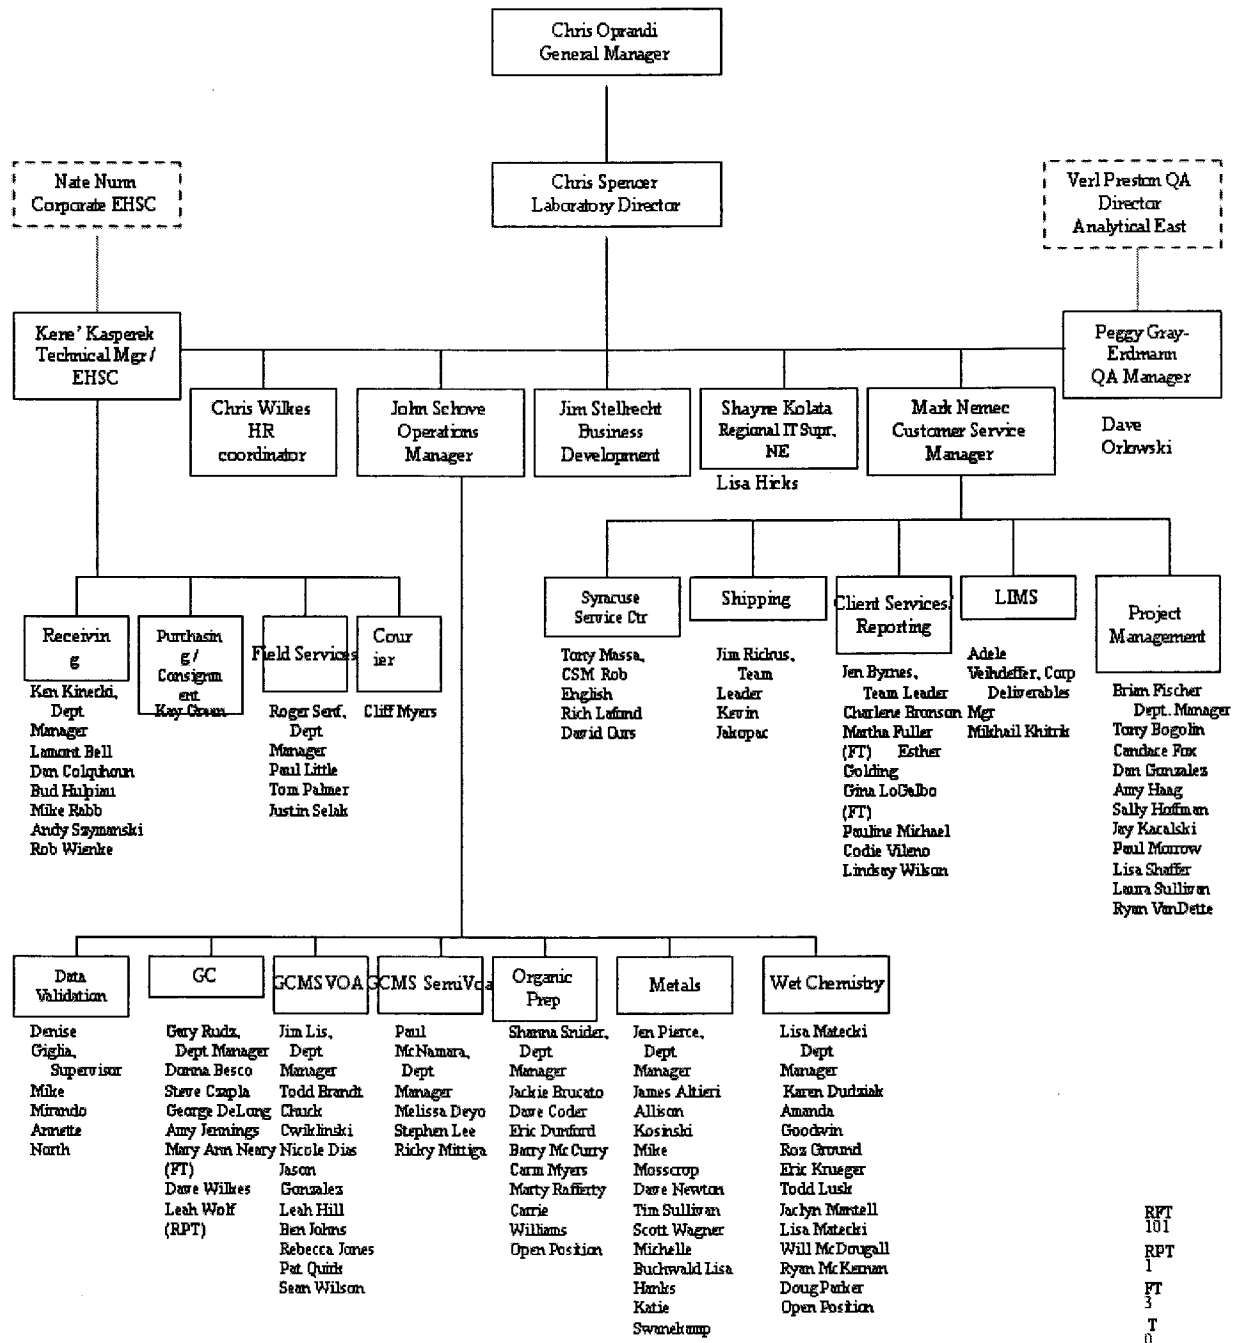 Chris Oprandi
General Manager
Nate Nunn
Corporate EHSC
Chris Spencer
Laboratory Director
Verl Preston QA
Director
Analytical East
Kene' Kasperek
Technical Mgr /
EHSC
Peggy Gray-
Erdmann
QA Manager
Dave
Orlowski
Chris Wilkes
HR
coordinator
John Schove
Operations
Manager
Jim Stellrecht
Business
Development
Shayne Kolata
Regional IT Supr,
NE
Lisa Hicks
Mark Nemec
Customer Service
Manager
Receivin
g
Ken Kinecki,
Dept
Manager
Lamont Bell
Dan Colquhoun
Bud Hulpiau
Mike Rabb
Andy Szymanski
Rob Wienke
Purchasin
g /
Consignm
ent
Kay Gruen
Field Services
Roger Senf,
Dept
Manager
Paul Little
Tom Palmer
Justin Selak
Cour
ier
Cliff Myers
Syracuse
Service Ctr
Tony Massa,
CSM Rob
English
Rich Lafond
David Ours
Shipping
Jim Rickus,
Team
Leader
Kevin
Jakopac
Client Services/
Reporting
Jen Byrnes,
Team Leader
Charlene Bronson
Martha Fuller
(FT) Esther
Golding
Gina LoGalbo
(FT)
Pauline Michael
Codie Vileno
Lindsay Wilson
LIMS
Adele
Veihdeffer, Corp
Deliverables
Mgr
Mikhail Khitrik
Project
Management
Brian Fischer
Dept. Manager
Tony Bogolin
Candace Fox
Dan Gonzalez
Amy Haag
Sally Hoffman
Jay Kacalski
Paul Morrow
Lisa Shaffer
Laura Sullivan
Ryan VanDette
Data
Validation
Denise
Giglia,
Supervisor
Mike
Mirando
Annette
North
GC
Gary Rudz,
Dept Manager
Donna Besco
Steve Czapla
George DeLong
Amy Jennings
Mary Ann Neary
(FT)
Dave Wilkes
Leah Wolf
(RPT)
GCMS VOA
Jim Lis,
Dept
Manager
Todd Brandt
Chuck
Cwiklinski
Nicole Dias
Jason
Gonzalez
Leah Hill
Ben Johns
Rebecca Jones
Pat Quirk
Sean Wilson
GCMS SemiVoa
Paul
McNamara,
Dept
Manager
Melissa Deyo
Stephen Lee
Ricky Mittiga
Organic
Prep
Shanna Snider,
Dept
Manager
Jackie Brucato
Dave Coder
Eric Dunford
Barry McCurry
Carm Myers
Marty Rafferty
Carrie
Williams
Open Position
Metals
Jen Pierce,
Dept
Manager
James Altieri
Allison
Kosinski
Mike
Mosscrop
Dave Newton
Tim Sullivan
Scott Wagner
Michelle
Buchwald Lisa
Hanks
Katie
Swanekamp
Wet Chemistry
Lisa Matecki
Dept
Manager
Karen Dudziak
Amanda
Goodwin
Roz Ground
Eric Krueger
Todd Lusk
Jaclyn Mantell
Lisa Matecki
Will McDougall
Ryan McKernan
Doug Parker
Open Position
RFT
101
RPT
1
FT
3
T
0